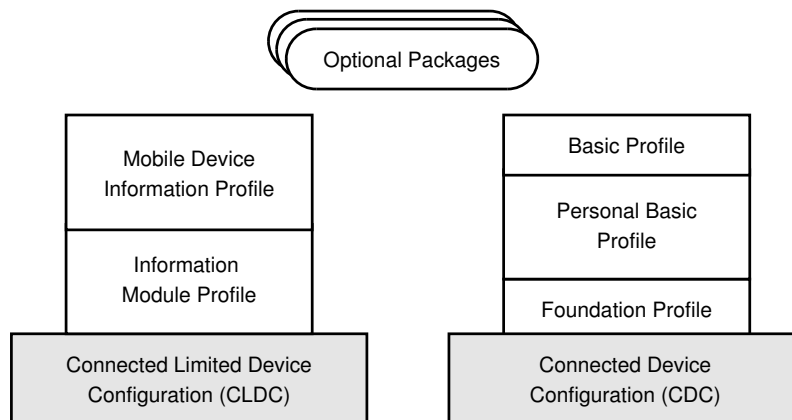 Optional Packages
Mobile Device
Information Profile
Information
Module Profile
Connected Limited Device
Configuration (CLDC)
Basic Profile
Personal Basic
Profile
Foundation Profile
Connected Device
Configuration (CDC)